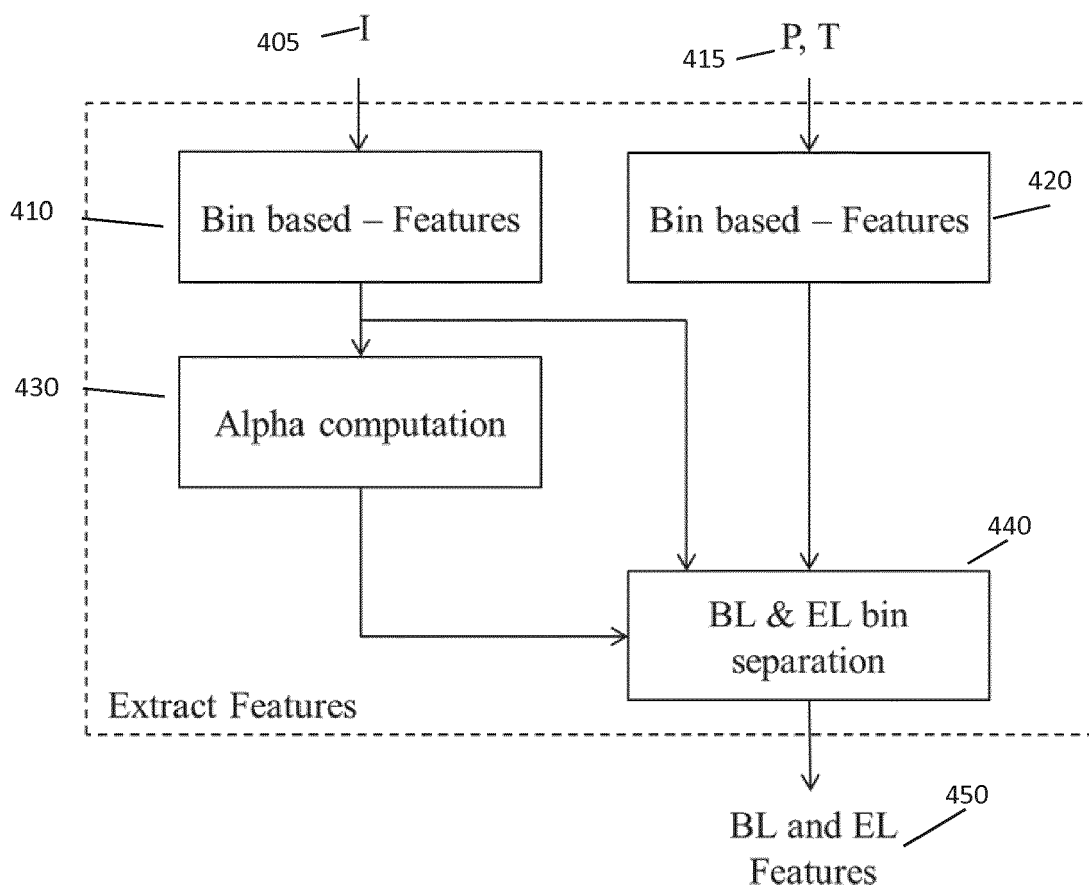 405 I
415 P, T
410
Bin based – Features
Bin based – Features
420
430
Alpha computation
440
BL & EL bin
separation
Extract Features
450
BL and EL
Features